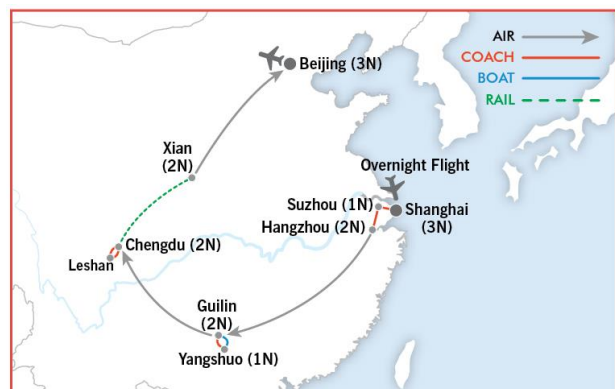 AIR
COACH
BOAT
RAIL
Beijing (3N)
Xian
(2N)
Overnight Flight
Suzhou (1N)
Hangzhou (2N)
Shanghai
(3N)
Chengdu (2N)
Leshan
Guilin
(2N)
Yangshuo (1N)